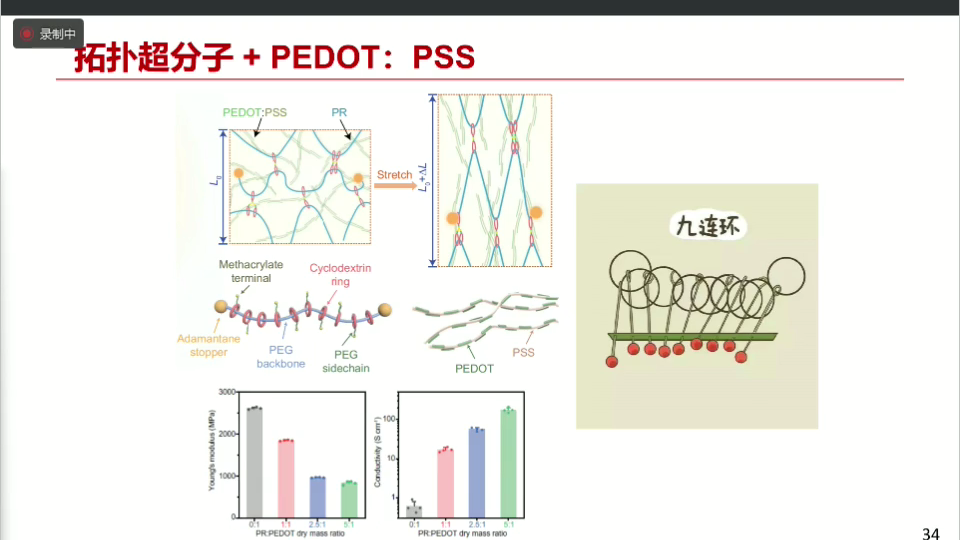 录制中
拓扑超分子 + PEDOT：PSS
PEDOT:PSS
PR
L₀
Stretch
L₀+ΔL
Methacrylate
terminal
Cyclodextrin
ring
Adamantane
stopper
PEG
backbone
PEG
sidechain
PEDOT
PSS
九连环
Young's modulus (MPa)
3000
2000
1000
0
0:1
1:1
2.5:1
5:1
PR:PEDOT dry mass ratio
Conductivity (S cm⁻¹)
100
10
1
0:1
1:1
2.5:1
5:1
PR:PEDOT dry mass ratio
34